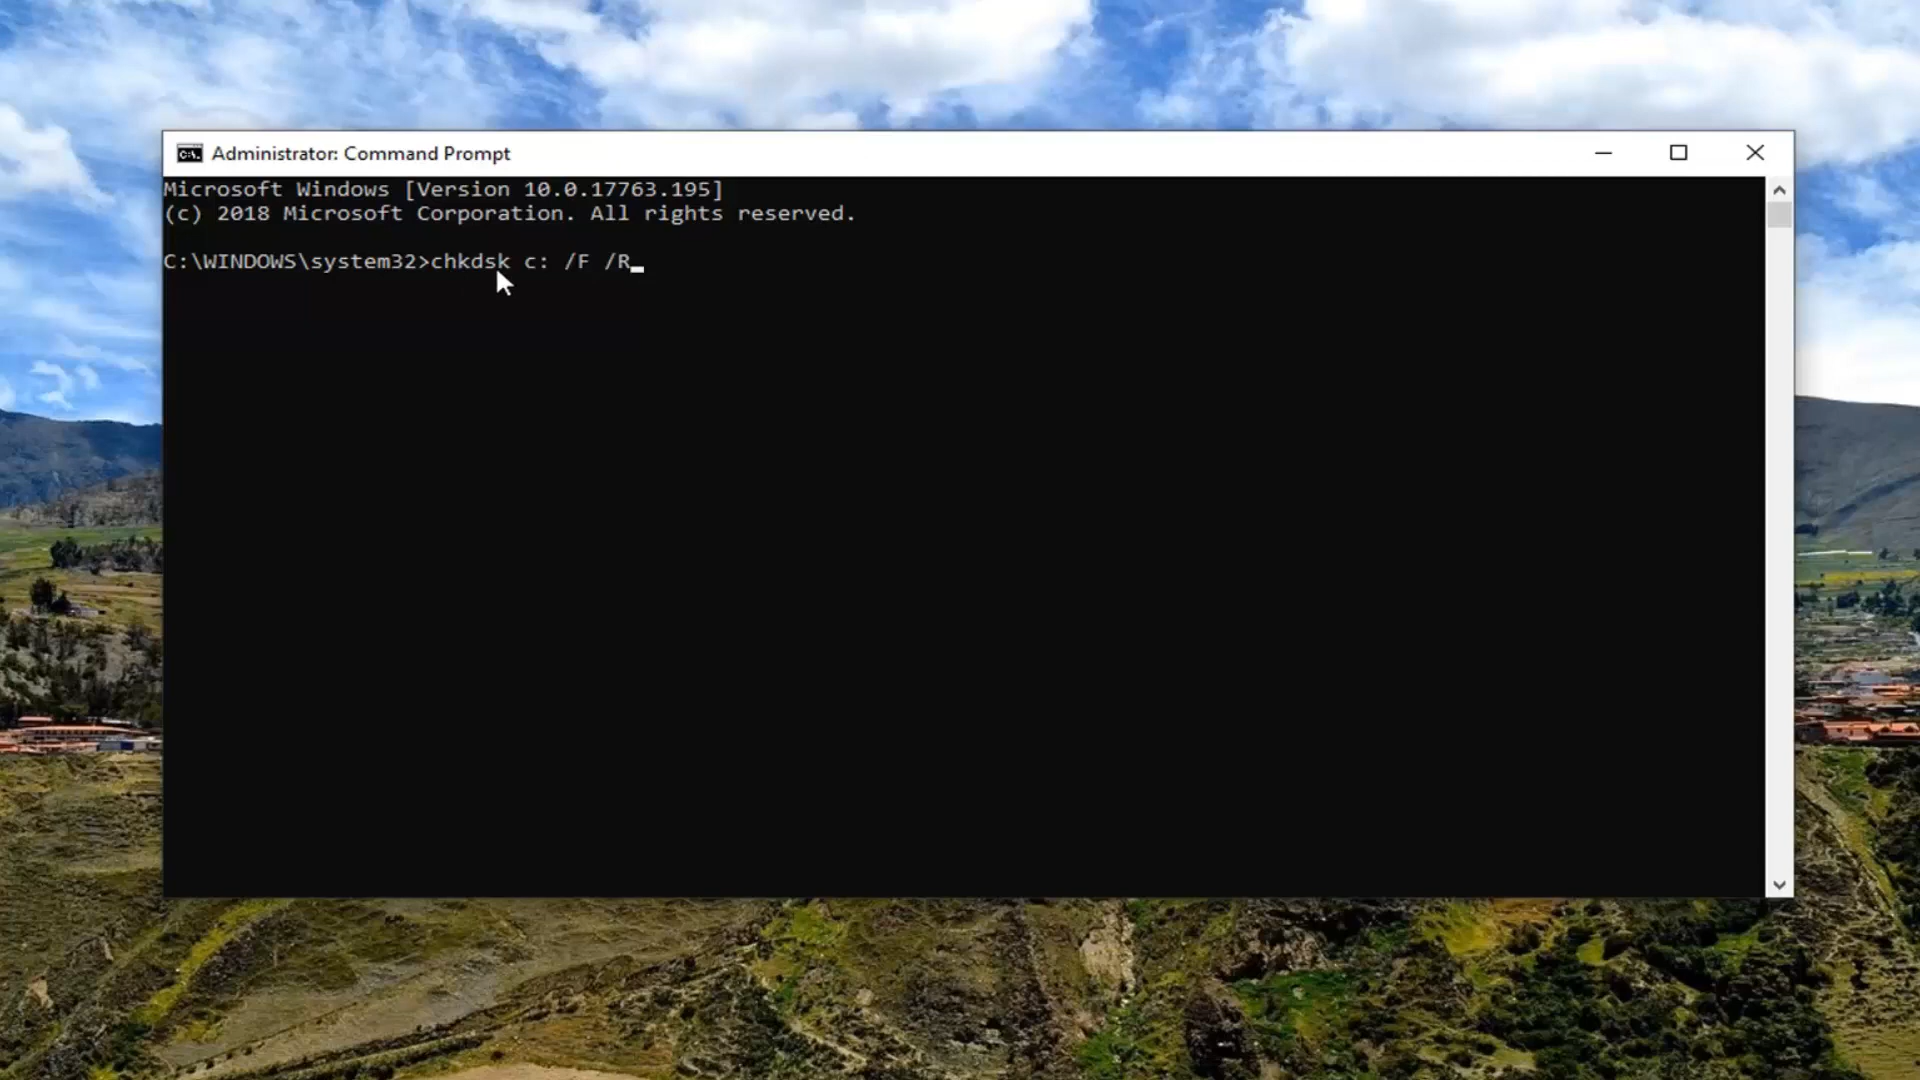 Administrator: Command Prompt
Microsoft Windows [Version 10.0.17763.195]
(c) 2018 Microsoft Corporation. All rights reserved.
C:\WINDOWS\system32>chkdsk c: /F /R